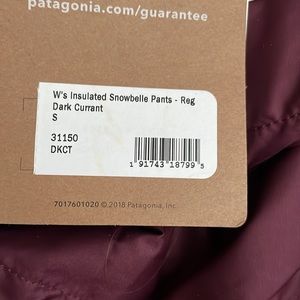 patagonia.com/guarantee
W's Insulated Snowbelle Pants - Reg
Dark Currant
S
31150
DKCT
1 91743 18799 5
7017601020 © 2018 Patagonia, Inc.